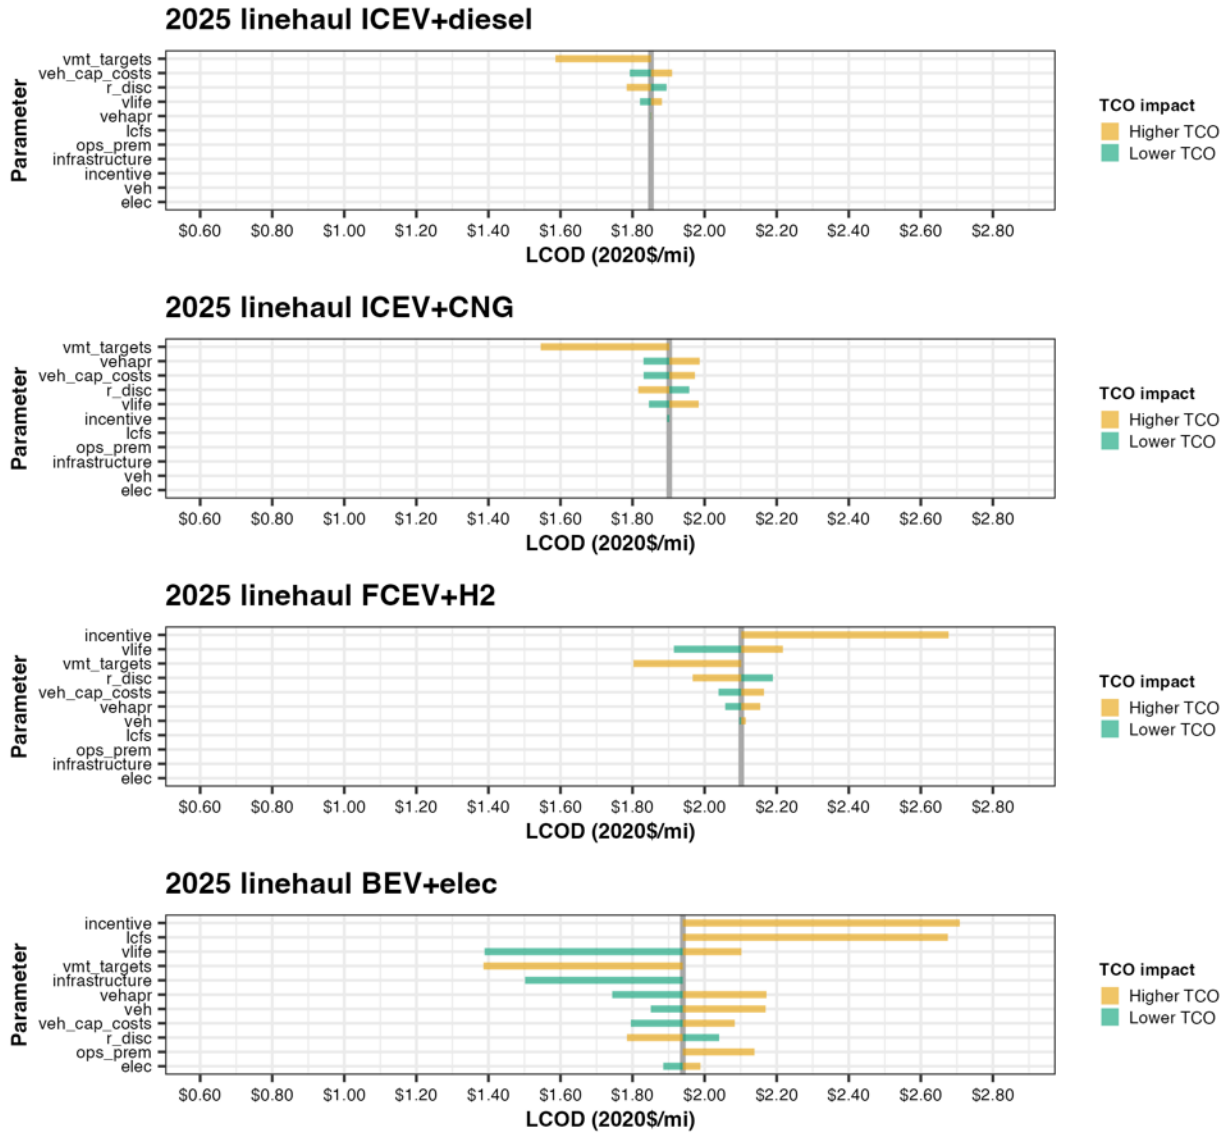 2025 linehaul ICEV+diesel
Parameter
vmt_targets
veh_cap_costs
r_disc
vlife
vehapr
lcfs
ops_prem
infrastructure
incentive
veh
elec
$0.60 $0.80 $1.00 $1.20 $1.40 $1.60 $1.80 $2.00 $2.20 $2.40 $2.60 $2.80
LCOD (2020$/mi)
TCO impact
Higher TCO
Lower TCO
2025 linehaul ICEV+CNG
Parameter
vmt_targets
vehapr
veh_cap_costs
r_disc
vlife
incentive
lcfs
ops_prem
infrastructure
veh
elec
$0.60 $0.80 $1.00 $1.20 $1.40 $1.60 $1.80 $2.00 $2.20 $2.40 $2.60 $2.80
LCOD (2020$/mi)
TCO impact
Higher TCO
Lower TCO
2025 linehaul FCEV+H2
Parameter
incentive
vlife
vmt_targets
r_disc
veh_cap_costs
vehapr
veh
lcfs
ops_prem
infrastructure
elec
$0.60 $0.80 $1.00 $1.20 $1.40 $1.60 $1.80 $2.00 $2.20 $2.40 $2.60 $2.80
LCOD (2020$/mi)
TCO impact
Higher TCO
Lower TCO
2025 linehaul BEV+elec
Parameter
incentive
lcfs
vlife
vmt_targets
infrastructure
vehapr
veh
veh_cap_costs
r_disc
ops_prem
elec
$0.60 $0.80 $1.00 $1.20 $1.40 $1.60 $1.80 $2.00 $2.20 $2.40 $2.60 $2.80
LCOD (2020$/mi)
TCO impact
Higher TCO
Lower TCO